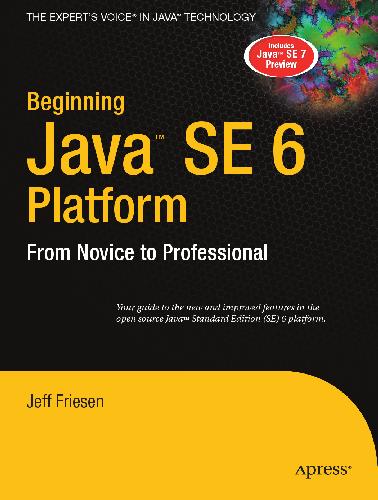 THE EXPERT'S VOICE® IN JAVA™ TECHNOLOGY
Includes
Java™ SE 7
Preview
Beginning
Java™ SE 6
Platform
From Novice to Professional
Your guide to the new and improved features in the
open source Java™ Standard Edition (SE) 6 platform.
Jeff Friesen
Apress®